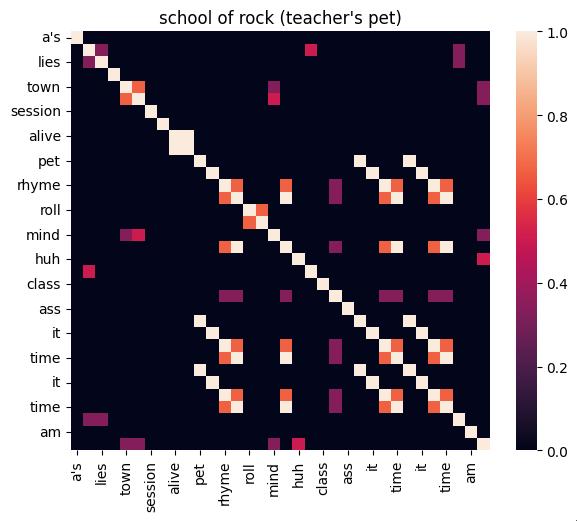 school of rock (teacher's pet)
a's
lies
town
session
alive
pet
rhyme
roll
mind
huh
class
ass
it
time
it
time
am
1.0
0.8
0.6
0.4
0.2
0.0
a's
lies
town
session
alive
pet
rhyme
roll
mind
huh
class
ass
it
time
it
time
am